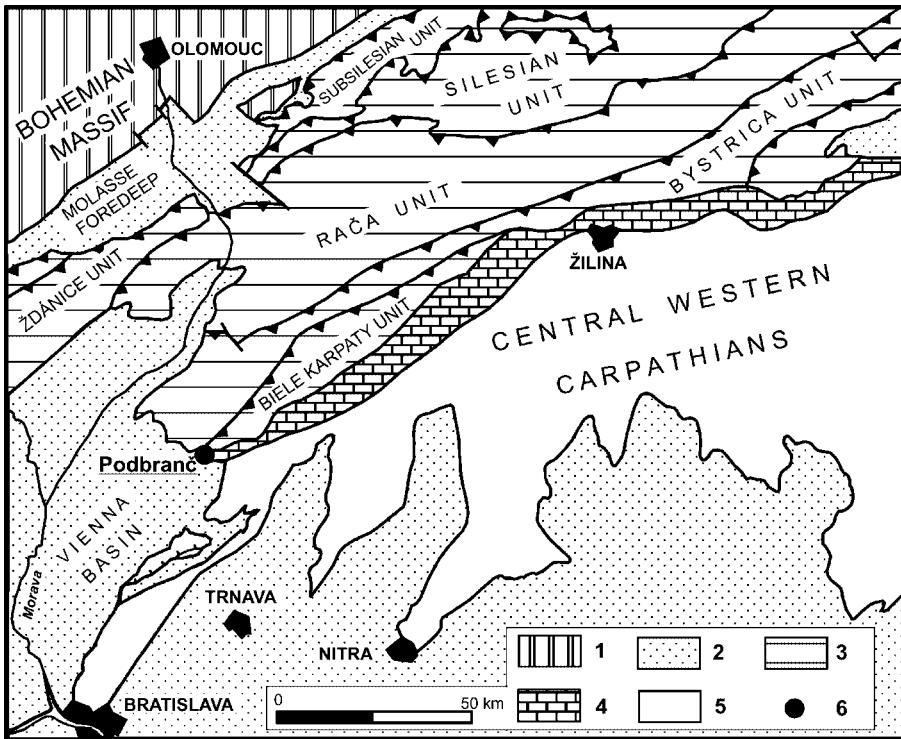 OLOMOUC
BOHEMIAN
MASSIF
SUBSILESIAN UNIT
SILESIAN
UNIT
BYSTRICA UNIT
MOLASSE
FOREDEEP
RAČA UNIT
ŽDÁNICE UNIT
ŽILINA
BIELE KARPATY UNIT
CENTRAL WESTERN
CARPATHIANS
Podbranč
VIENNA
BASIN
Morava
TRNAVA
NITRA
BRATISLAVA
0 50 km
1 2 3
4 5 6